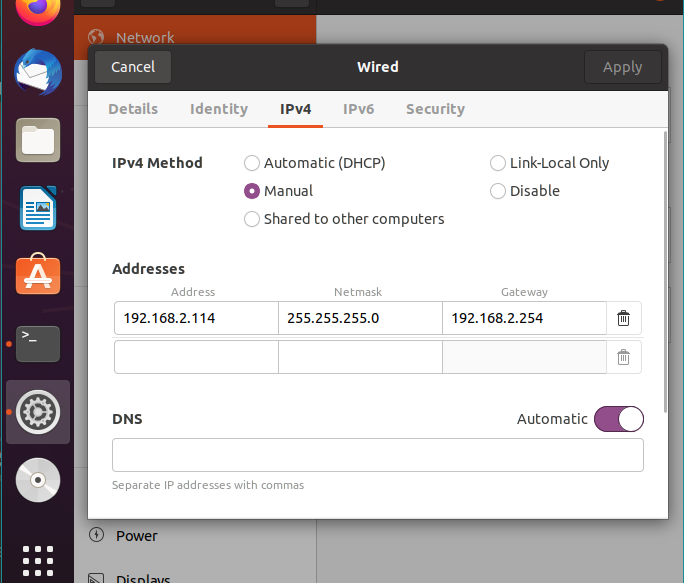 Network
Cancel Wired Apply
Details Identity IPv4 IPv6 Security
IPv4 Method Automatic (DHCP) Link-Local Only
Manual Disable
Shared to other computers
Addresses
Address Netmask Gateway
192.168.2.114 255.255.255.0 192.168.2.254
DNS Automatic
Separate IP addresses with commas
Power
Displays